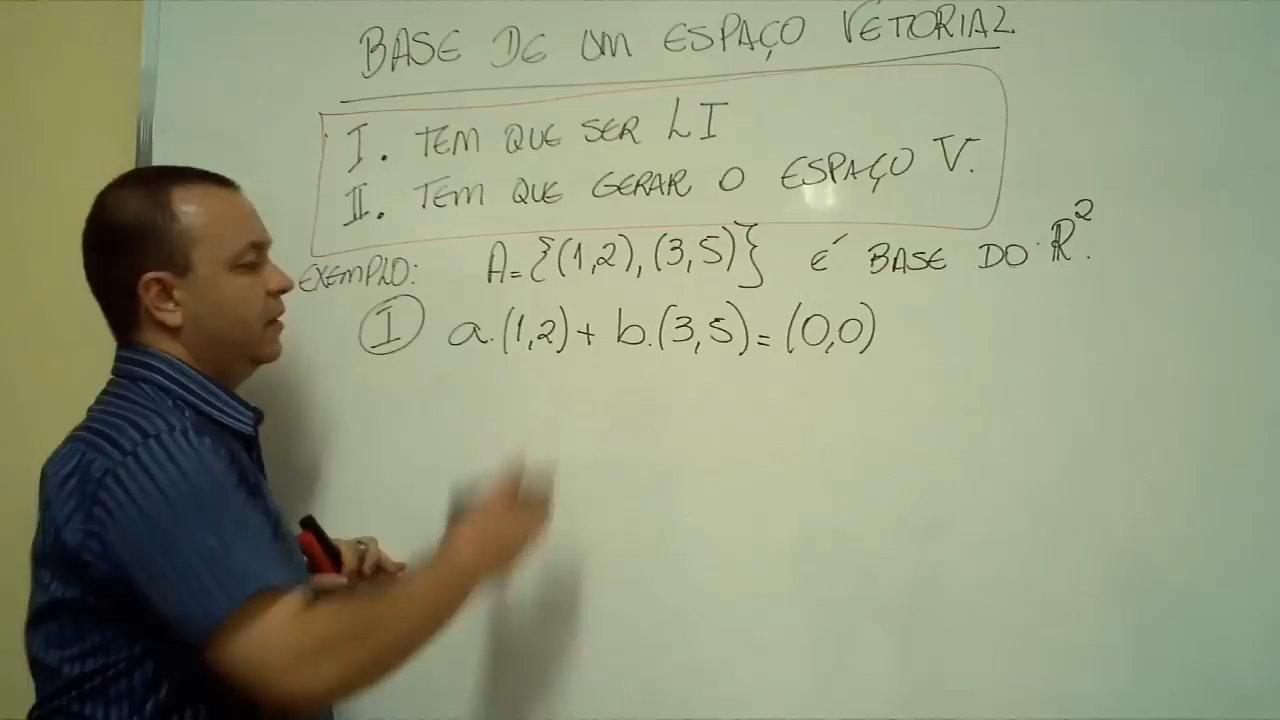 BASE DE UM ESPAÇO VETORIAL
I. TEM QUE SER LI
II. TEM QUE GERAR O ESPAÇO V.
EXEMPLO: A={(1,2),(3,5)} É BASE DO R².
I a.(1,2)+ b.(3,5)=(0,0)